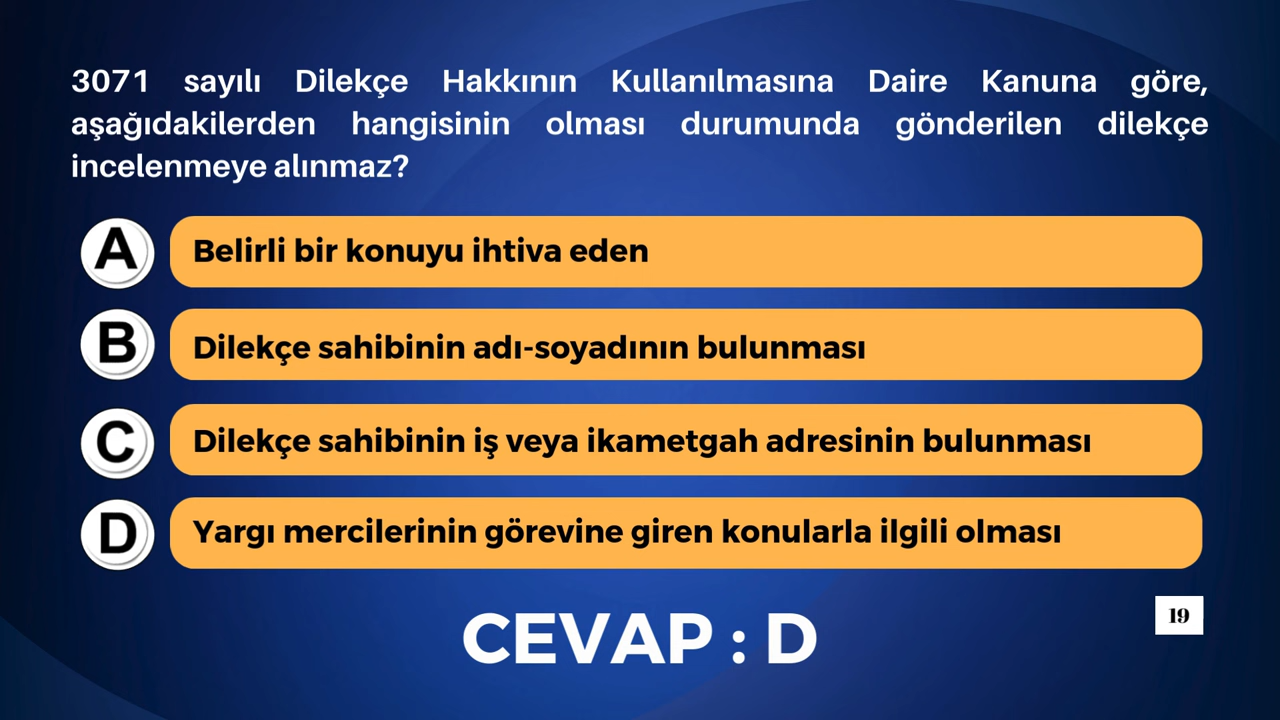 3071 sayılı Dilekçe Hakkının Kullanılmasına Daire Kanuna göre,
aşağıdakilerden hangisinin olması durumunda gönderilen dilekçe
incelenmeye alınmaz?
A Belirli bir konuyu ihtiva eden
B Dilekçe sahibinin adı-soyadının bulunması
C Dilekçe sahibinin iş veya ikametgah adresinin bulunması
D Yargı mercilerinin görevine giren konularla ilgili olması
19
CEVAP : D